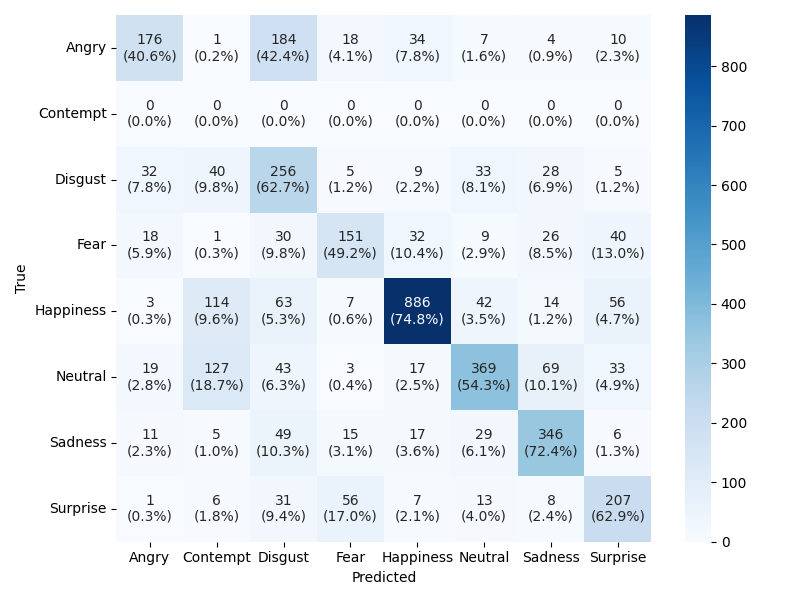 Angry 176 1 184 18 34 7 4 10
(40.6%) (0.2%) (42.4%) (4.1%) (7.8%) (1.6%) (0.9%) (2.3%)
Contempt 0 0 0 0 0 0 0 0
(0.0%) (0.0%) (0.0%) (0.0%) (0.0%) (0.0%) (0.0%) (0.0%)
Disgust 32 40 256 5 9 33 28 5
(7.8%) (9.8%) (62.7%) (1.2%) (2.2%) (8.1%) (6.9%) (1.2%)
Fear 18 1 30 151 32 9 26 40
(5.9%) (0.3%) (9.8%) (49.2%) (10.4%) (2.9%) (8.5%) (13.0%)
Happiness 3 114 63 7 886 42 14 56
(0.3%) (9.6%) (5.3%) (0.6%) (74.8%) (3.5%) (1.2%) (4.7%)
Neutral 19 127 43 3 17 369 69 33
(2.8%) (18.7%) (6.3%) (0.4%) (2.5%) (54.3%) (10.1%) (4.9%)
Sadness 11 5 49 15 17 29 346 6
(2.3%) (1.0%) (10.3%) (3.1%) (3.6%) (6.1%) (72.4%) (1.3%)
Surprise 1 6 31 56 7 13 8 207
(0.3%) (1.8%) (9.4%) (17.0%) (2.1%) (4.0%) (2.4%) (62.9%)
Angry Contempt Disgust Fear Happiness Neutral Sadness Surprise
Predicted
True
800
700
600
500
400
300
200
100
0